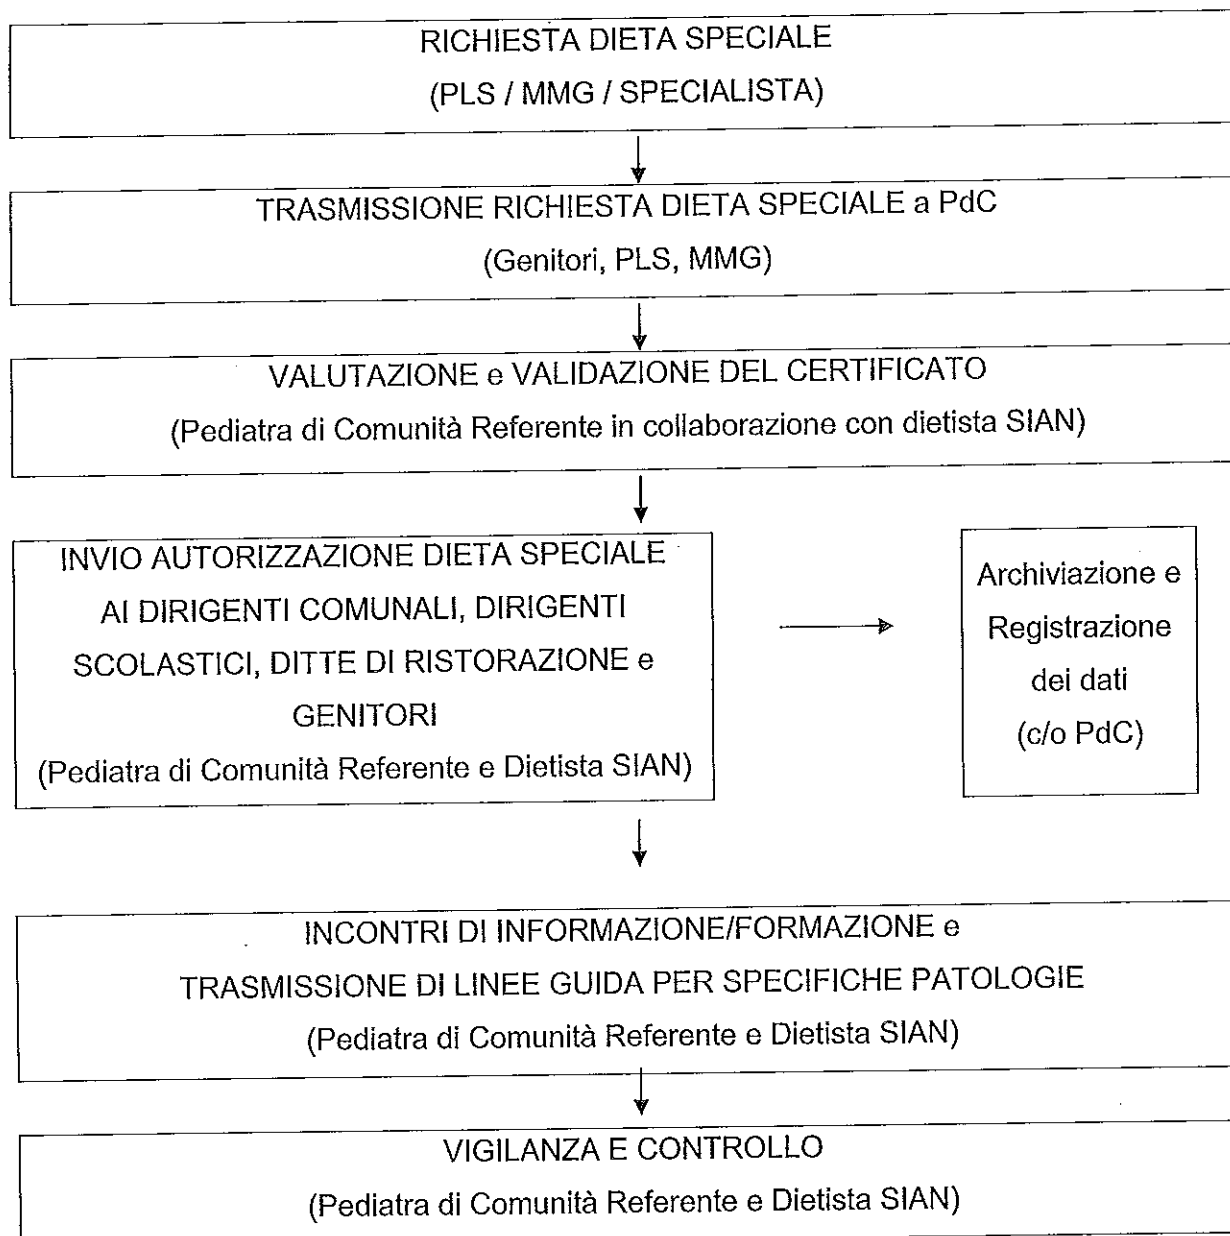 RICHIESTA DIETA SPECIALE
(PLS / MMG / SPECIALISTA)
TRASMISSIONE RICHIESTA DIETA SPECIALE a PdC
(Genitori, PLS, MMG)
VALUTAZIONE e VALIDAZIONE DEL CERTIFICATO
(Pediatra di Comunità Referente in collaborazione con dietista SIAN)
INVIO AUTORIZZAZIONE DIETA SPECIALE
AI DIRIGENTI COMUNALI, DIRIGENTI
SCOLASTICI, DITTE DI RISTORAZIONE e
GENITORI
(Pediatra di Comunità Referente e Dietista SIAN)
Archiviazione e
Registrazione
dei dati
(c/o PdC)
INCONTRI DI INFORMAZIONE/FORMAZIONE e
TRASMISSIONE DI LINEE GUIDA PER SPECIFICHE PATOLOGIE
(Pediatra di Comunità Referente e Dietista SIAN)
VIGILANZA E CONTROLLO
(Pediatra di Comunità Referente e Dietista SIAN)